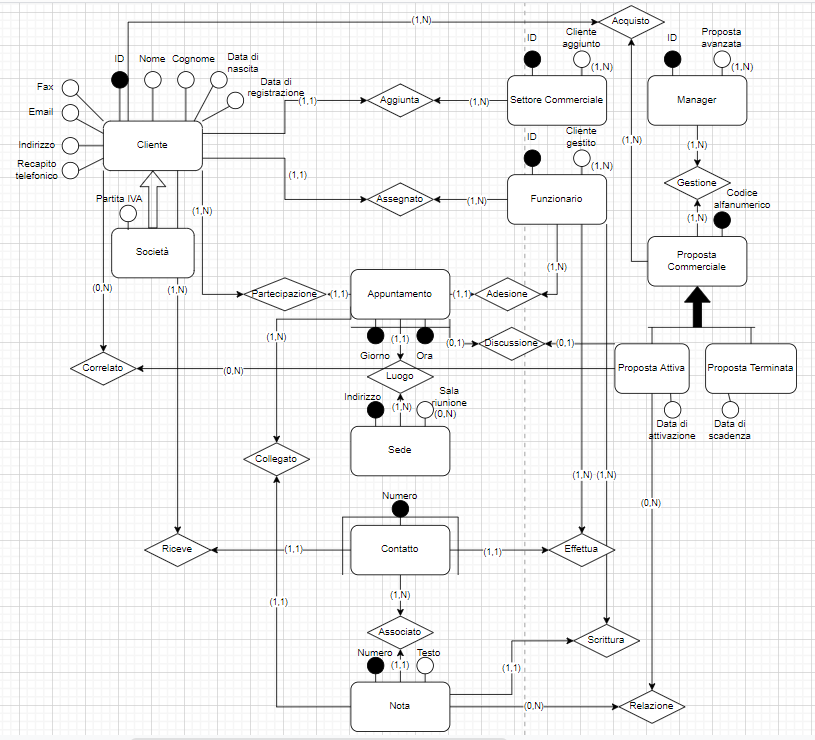 (1,N)
Acquisto
ID
Nome
Cognome
Data di
nascita
Data di
registrazione
Fax
Email
Indirizzo
Recapito
telefonico
Cliente
(1,1)
Aggiunta
(1,N)
ID
Cliente
aggiunto
(1,N)
Settore Commerciale
ID
Proposta
avanzata
(1,N)
Manager
(1,N)
(1,N)
Gestione
(1,N)
Codice
alfanumerico
Proposta
Commerciale
ID
Cliente
gestito
(1,N)
Funzionario
(1,1)
Assegnato
(1,N)
Partita IVA
Società
(1,N)
(0,N)
(1,N)
Partecipazione
(1,1)
Appuntamento
(1,1)
Adesione
(1,N)
(1,N)
Giorno
(1,1)
Ora
(0,1)
Discussione
(0,1)
Correlato
(0,N)
Luogo
Proposta Attiva
Proposta Terminata
Indirizzo
(1,N)
Sala
riunione
(0,N)
Data di
attivazione
Data di
scadenza
Sede
Collegato
(1,N)
(1,N)
(0,N)
Numero
Riceve
(1,1)
Contatto
(1,1)
Effettua
(1,1)
(1,N)
Associato
Scrittura
Numero
(1,1)
Testo
(1,1)
Nota
(0,N)
Relazione